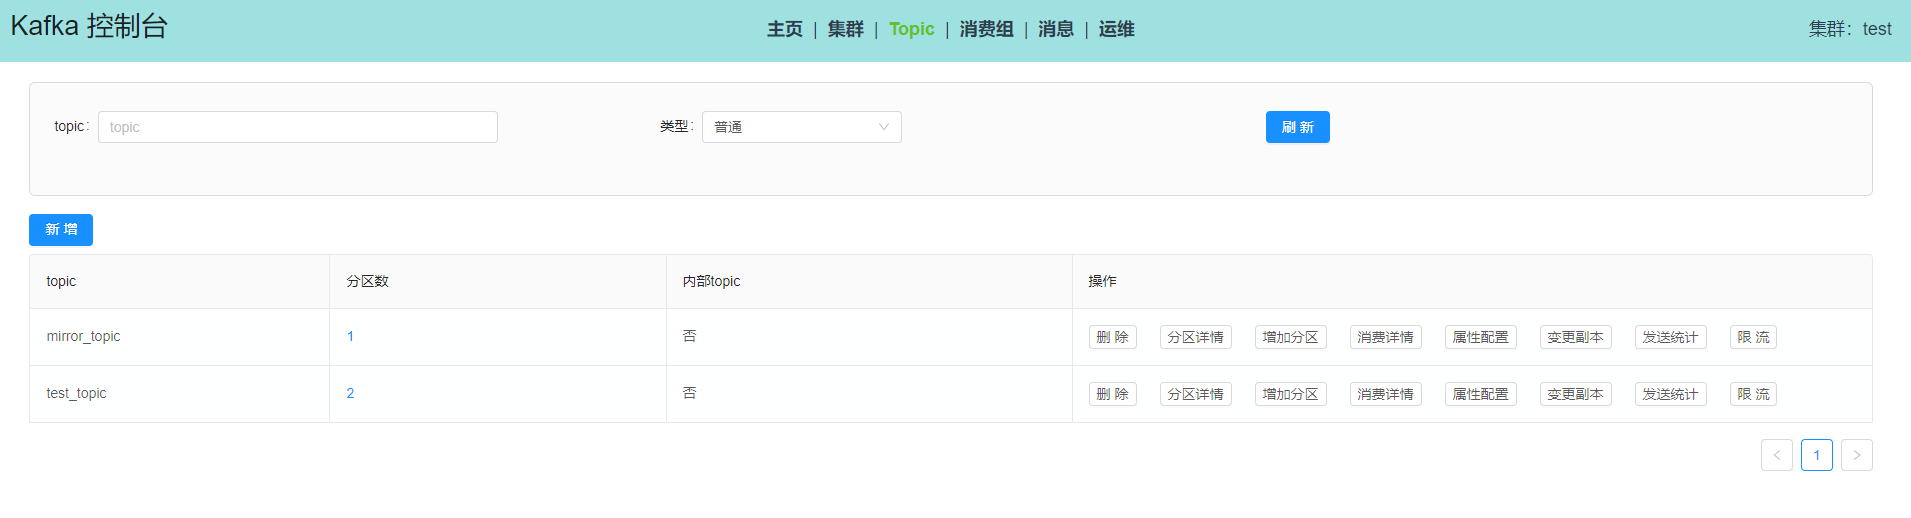 Kafka 控制台
主页 | 集群 | Topic | 消费组 | 消息 | 运维
集群：test
topic: topic
类型: 普通
刷 新
新 增
topic 分区数 内部topic 操作
mirror_topic 1 否 删 除 分区详情 增加分区 消费详情 属性配置 变更副本 发送统计 限 流
test_topic 2 否 删 除 分区详情 增加分区 消费详情 属性配置 变更副本 发送统计 限 流
< 1 >